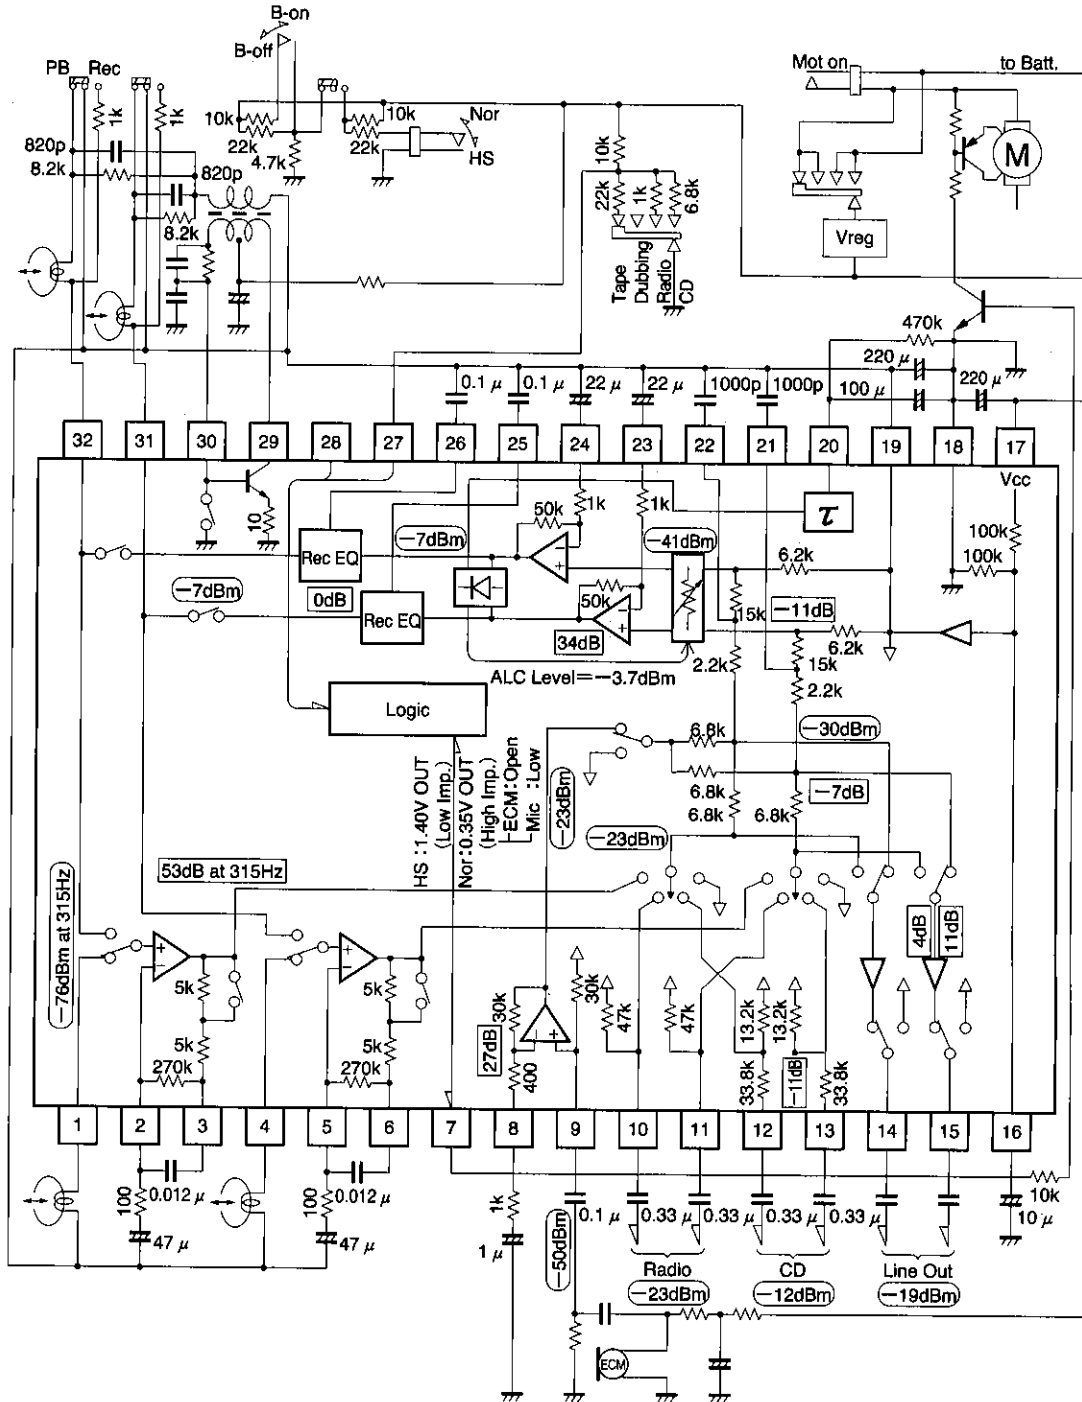 B-on
B-off
PB Rec
Mot on
to Batt.
1k
1k
10k
22k
4.7k
10k
22k
Nor
HS
820p
8.2k
820p
8.2k
10k
22k
1k
6.8k
Tape
Dubbing
Radio
CD
M
Vreg
470k
220 μ
100 μ
220 μ
0.1 μ
0.1 μ
22 μ
22 μ
1000p
1000p
32
31
30
29
28
27
26
25
24
23
22
21
20
19
18
17
Vcc
10
Rec EQ
Rec EQ
0dB
−7dBm
−7dBm
50k
1k
1k
50k
34dB
−41dBm
τ
6.2k
15k
−11dB
6.2k
15k
2.2k
2.2k
100k
100k
ALC Level=−3.7dBm
Logic
HS:1.40V OUT
(Low Imp.)
Nor:0.35V OUT
(High Imp.)
ECM:Open
Mic :Low
−23dBm
6.8k
6.8k
6.8k
6.8k
−30dBm
−7dB
−23dBm
−76dBm at 315Hz
53dB at 315Hz
5k
5k
270k
5k
5k
270k
27dB
30k
400
30k
47k
47k
13.2k
13.2k
33.8k
−11dB
33.8k
4dB
11dB
1
2
3
4
5
6
7
8
9
10
11
12
13
14
15
16
100
0.012 μ
47 μ
100
0.012 μ
47 μ
1k
1 μ
−50dBm
0.1 μ
0.33 μ
0.33 μ
0.33 μ
0.33 μ
10k
10 μ
Radio
−23dBm
CD
−12dBm
Line Out
−19dBm
ECM